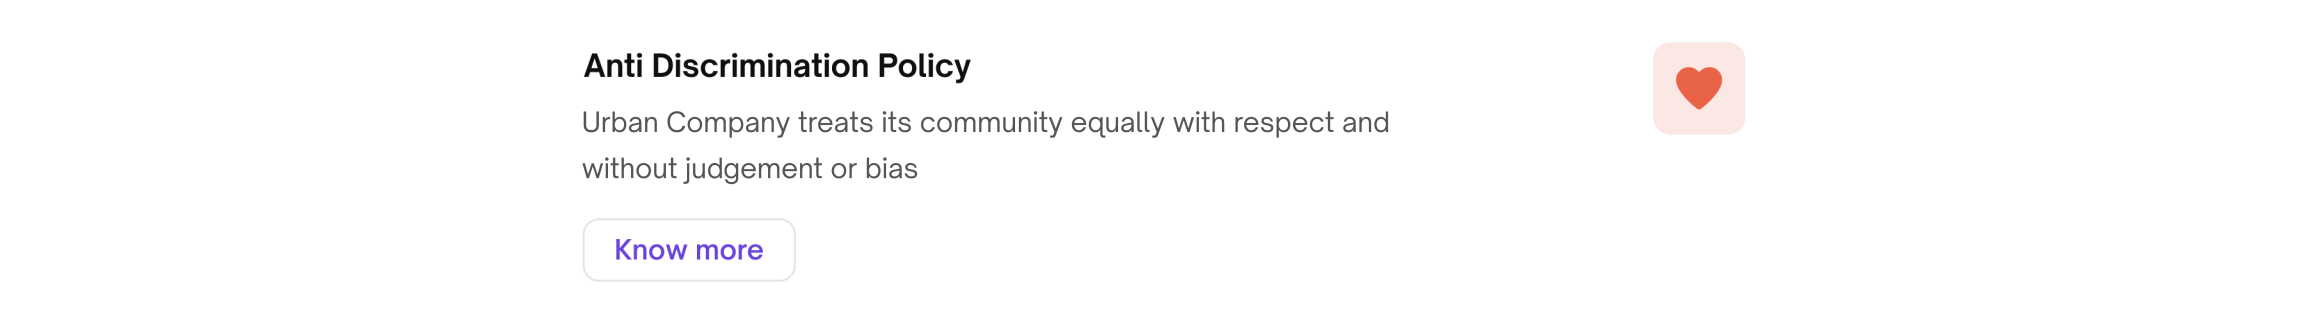 Anti Discrimination Policy
Urban Company treats its community equally with respect and
without judgement or bias
Know more